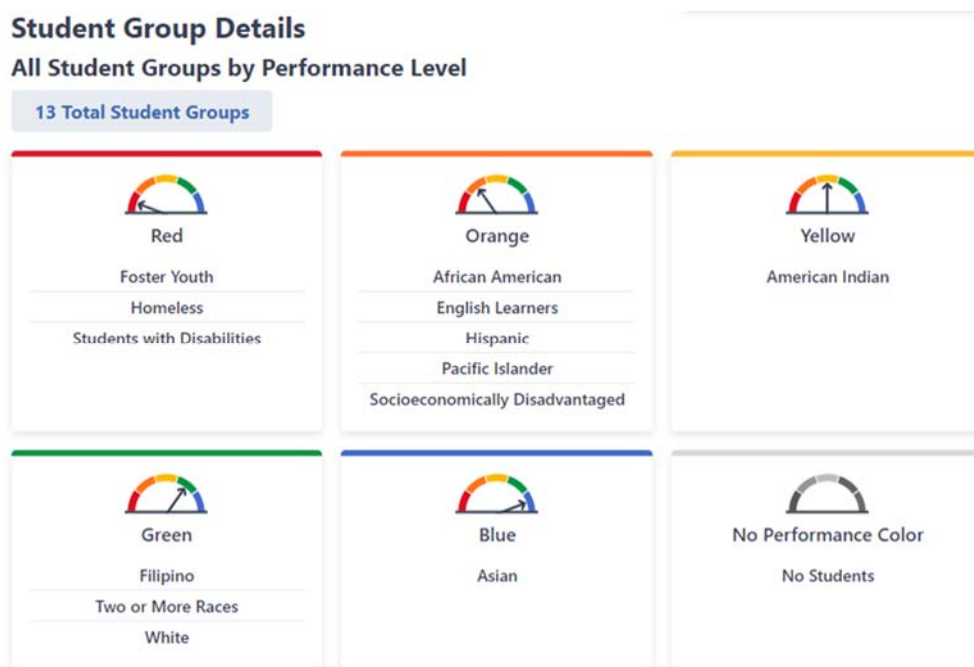 Student Group Details
All Student Groups by Performance Level
13 Total Student Groups
Red
Foster Youth
Homeless
Students with Disabilities
Orange
African American
English Learners
Hispanic
Pacific Islander
Socioeconomically Disadvantaged
Yellow
American Indian
Green
Filipino
Two or More Races
White
Blue
Asian
No Performance Color
No Students